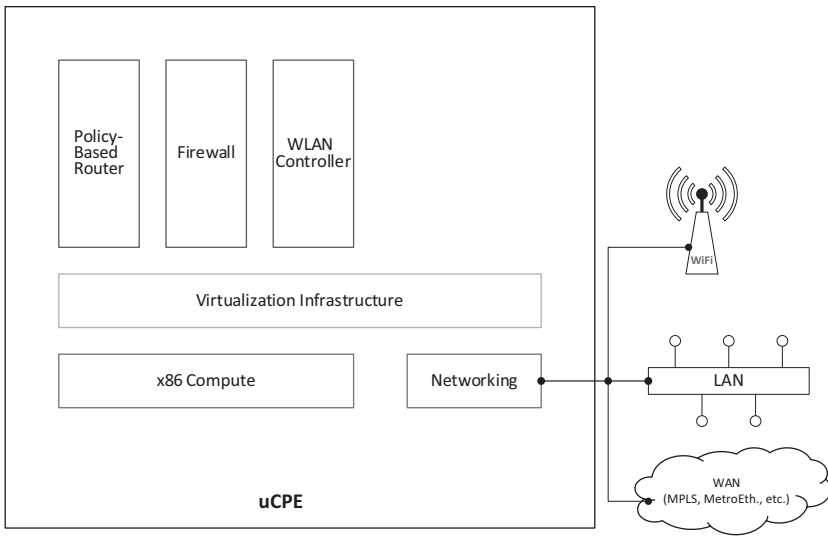 Policy-
Based
Router
Firewall
WLAN
Controller
WiFi
Virtualization Infrastructure
x86 Compute
Networking
LAN
WAN
(MPLS, MetroEth., etc.)
uCPE